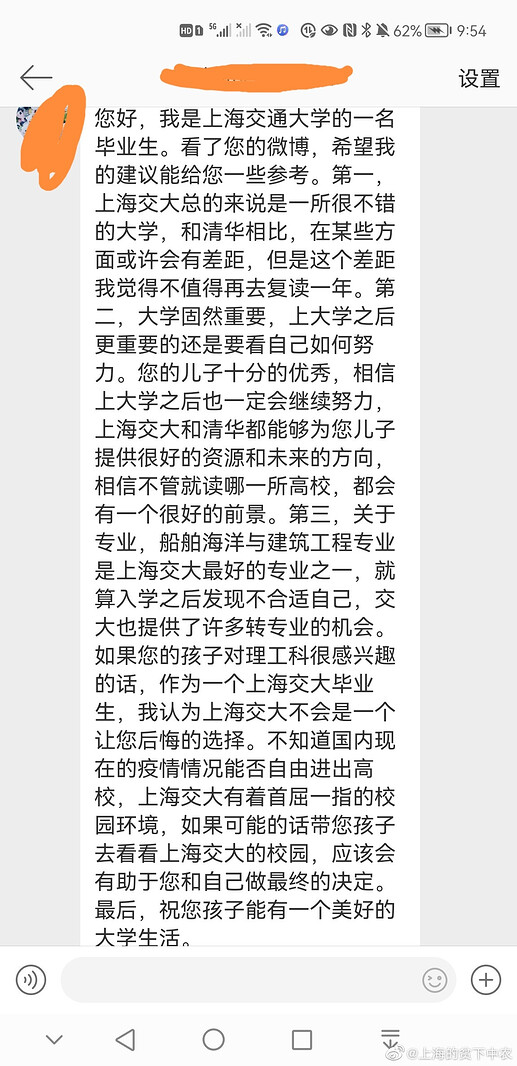 HD 1 5G 62% 9:54
设置
您好，我是上海交通大学的一名
毕业生。看了您的微博，希望我
的建议能给您一些参考。第一，
上海交大总的来说是一所很不错
的大学，和清华相比，在某些方
面或许会有差距，但是这个差距
我觉得不值得再去复读一年。第
二，大学固然重要，上大学之后
更重要的还是要看自己如何努
力。您的儿子十分的优秀，相信
上大学之后也一定会继续努力，
上海交大和清华都能够为您儿子
提供很好的资源和未来的方向，
相信不管就读哪一所高校，都会
有一个很好的前景。第三，关于
专业，船舶海洋与建筑工程专业
是上海交大最好的专业之一，就
算入学之后发现不合适自己，交
大也提供了许多转专业的机会。
如果您的孩子对理工科很感兴趣
的话，作为一个上海交大毕业
生，我认为上海交大不会是一个
让您后悔的选择。不知道国内现
在的疫情情况能否自由进出高
校，上海交大有着首屈一指的校
园环境，如果可能的话带您孩子
去看看上海交大的校园，应该会
有助于您和自己做最终的决定。
最后，祝您孩子能有一个美好的
大学生活。
@上海的贫下中农